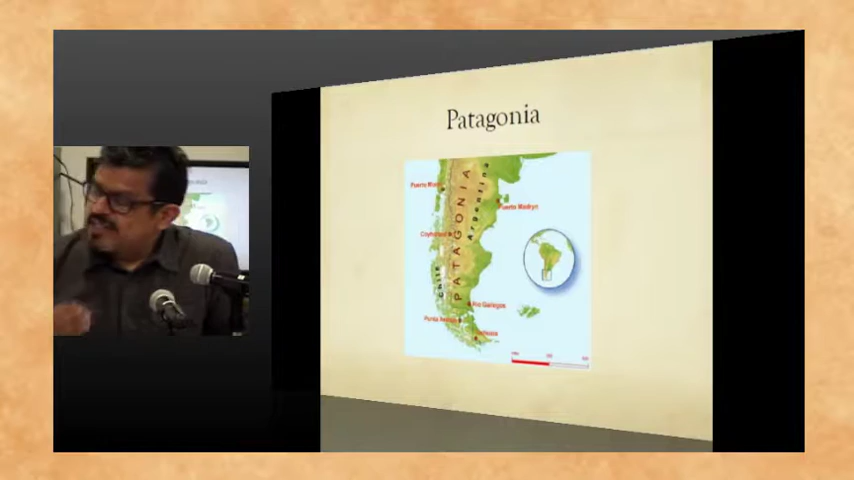 Patagonia
Puerto Montt
Puerto Madryn
Coyhaique
PATAGONIA
Argentina
Chile
Rio Gallegos
Punta Arenas
Ushuaia